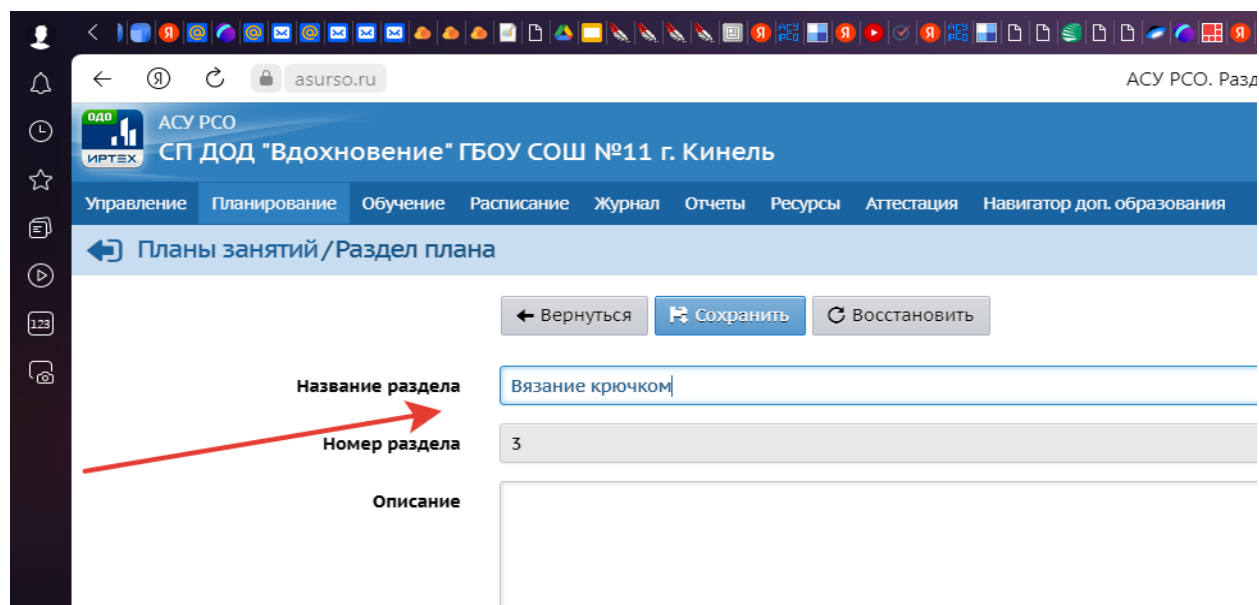 asurso.ru
АСУ РСО. Разд
ОДО
ИРТЕХ
АСУ РСО
СП ДОД "Вдохновение" ГБОУ СОШ №11 г. Кинель
Управление Планирование Обучение Расписание Журнал Отчеты Ресурсы Аттестация Навигатор доп. образования
Планы занятий/Раздел плана
Вернуться Сохранить Восстановить
Название раздела Вязание крючком
Номер раздела 3
123
Описание